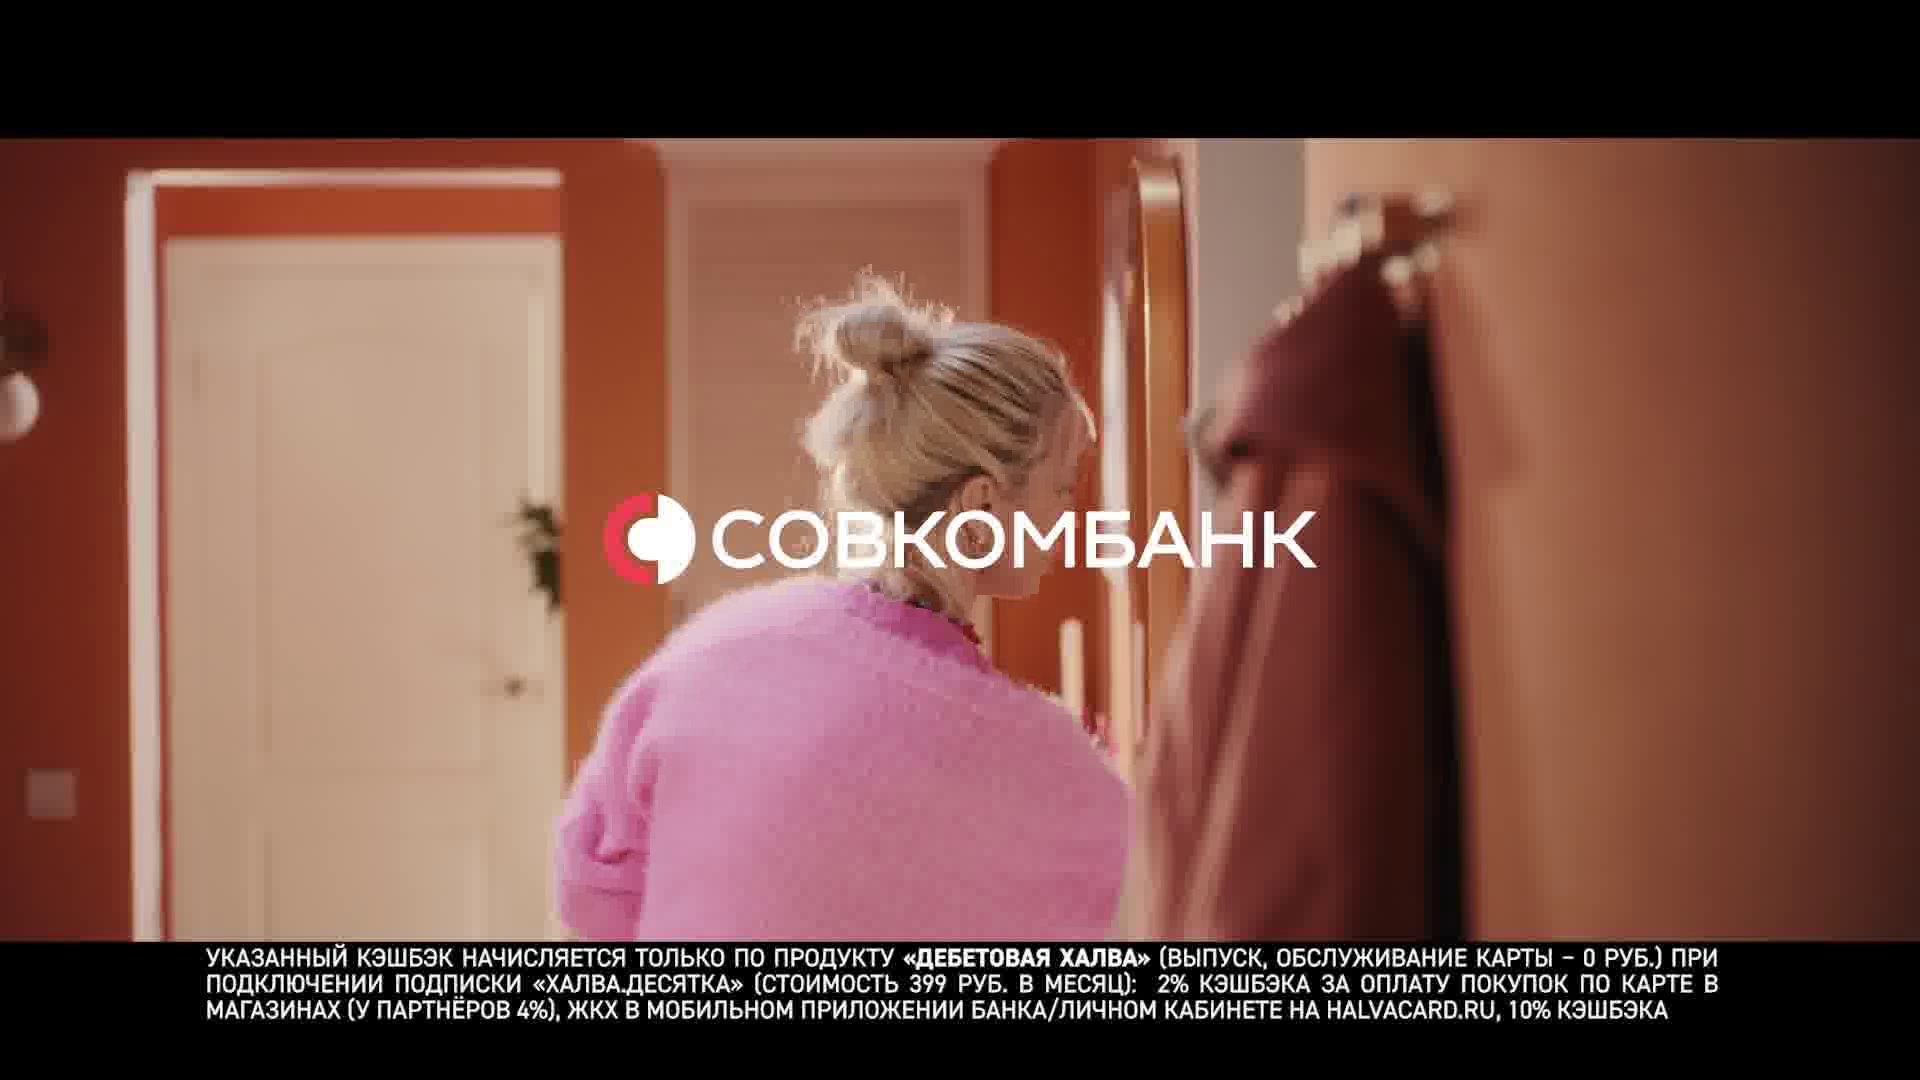 СОВКОМБАНК
УКАЗАННЫЙ КЭШБЭК НАЧИСЛЯЕТСЯ ТОЛЬКО ПО ПРОДУКТУ «ДЕБЕТОВАЯ ХАЛВА» (ВЫПУСК, ОБСЛУЖИВАНИЕ КАРТЫ – 0 РУБ.) ПРИ
ПОДКЛЮЧЕНИИ ПОДПИСКИ «ХАЛВА.ДЕСЯТКА» (СТОИМОСТЬ 399 РУБ. В МЕСЯЦ): 2% КЭШБЭКА ЗА ОПЛАТУ ПОКУПОК ПО КАРТЕ В
МАГАЗИНАХ (У ПАРТНЁРОВ 4%), ЖКХ В МОБИЛЬНОМ ПРИЛОЖЕНИИ БАНКА/ЛИЧНОМ КАБИНЕТЕ НА HALVACARD.RU, 10% КЭШБЭКА